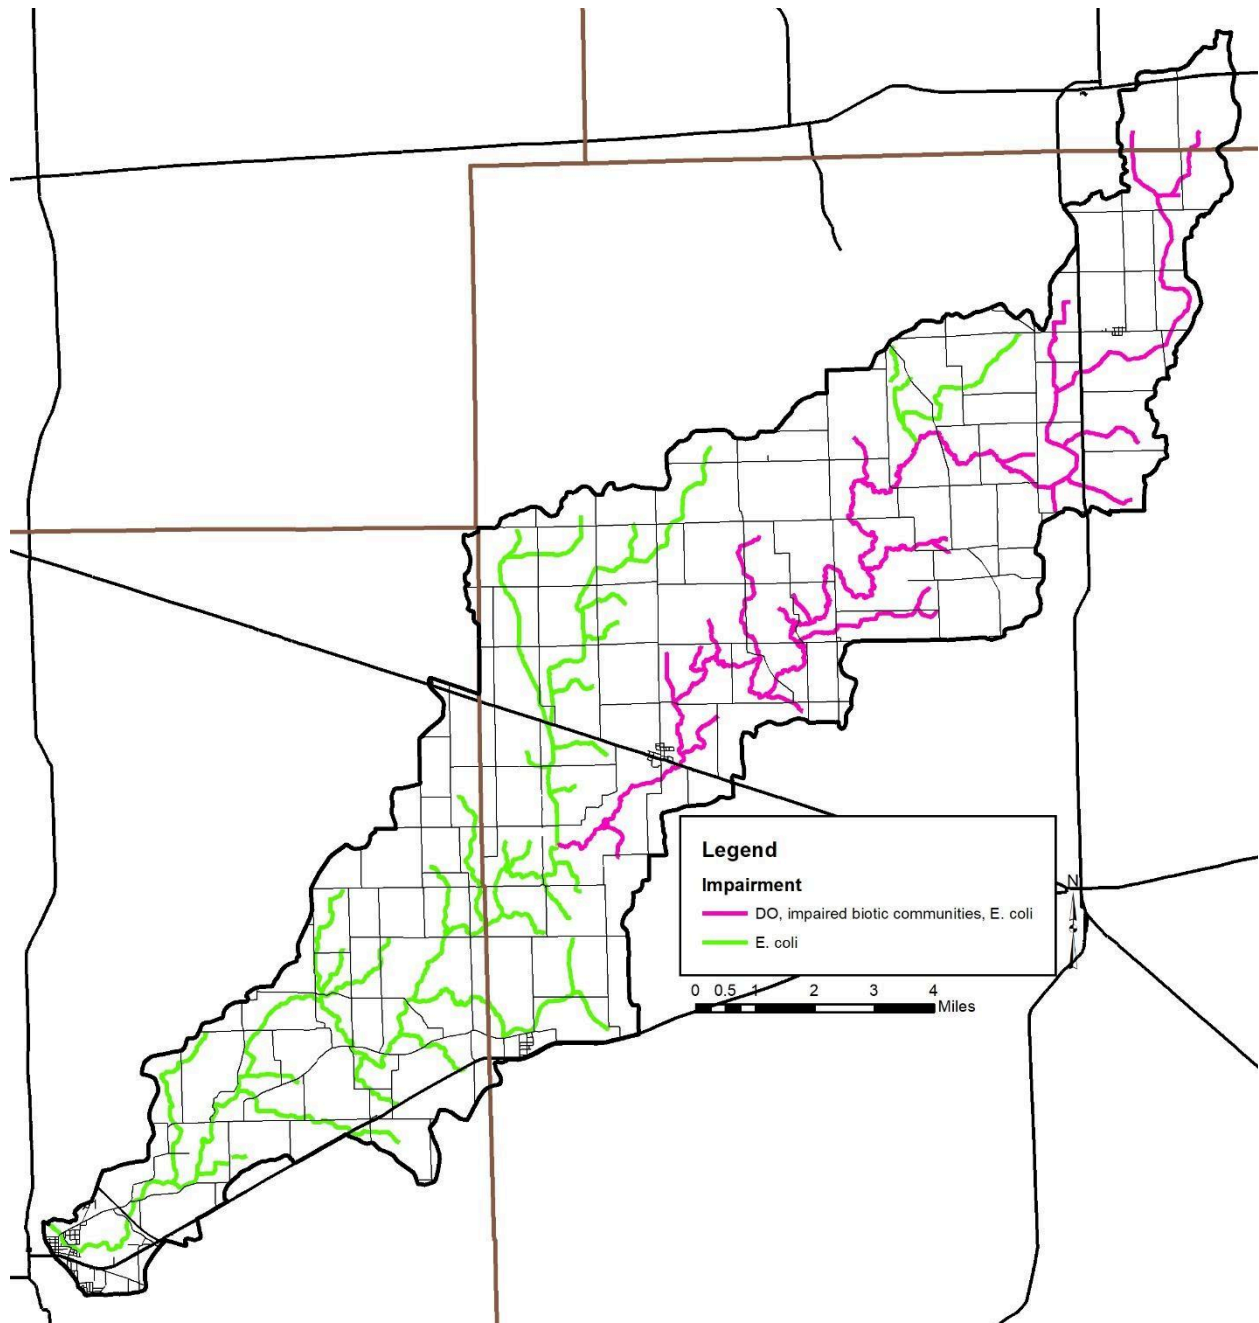 Legend
Impairment
DO, impaired biotic communities, E. coli
E. coli
N
0 0.5 1 2 3 4
Miles